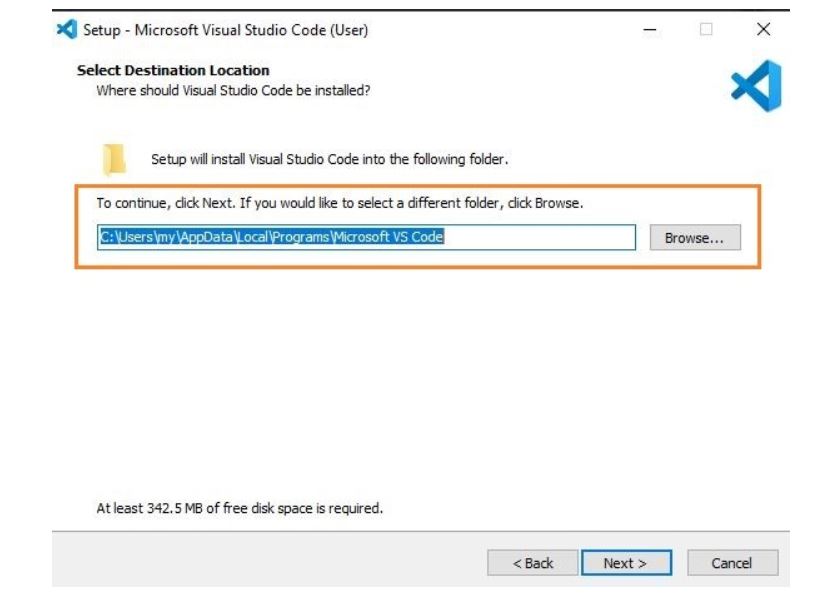 Setup - Microsoft Visual Studio Code (User)
Select Destination Location
Where should Visual Studio Code be installed?
Setup will install Visual Studio Code into the following folder.
To continue, click Next. If you would like to select a different folder, click Browse.
C:\Users\my\AppData\Local\Programs\Microsoft VS Code
Browse...
At least 342.5 MB of free disk space is required.
< Back
Next >
Cancel